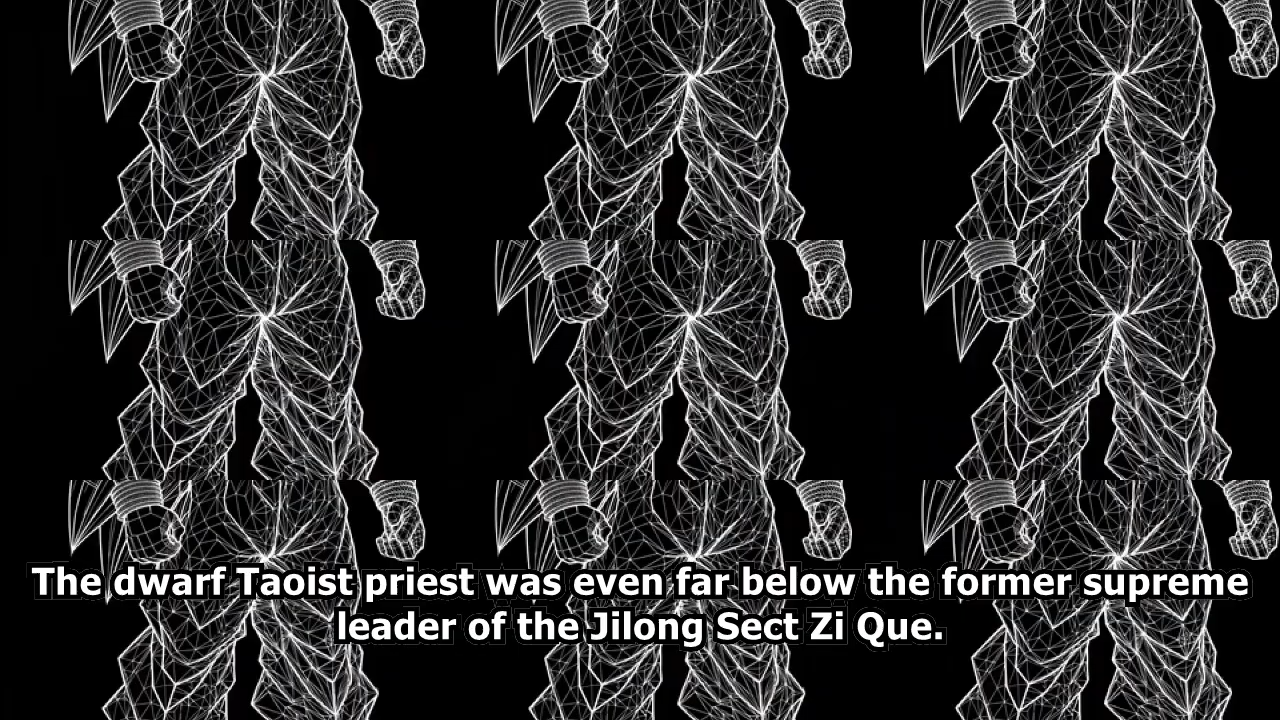 The dwarf Taoist priest was even far below the former supreme
leader of the Jilong Sect Zi Que.